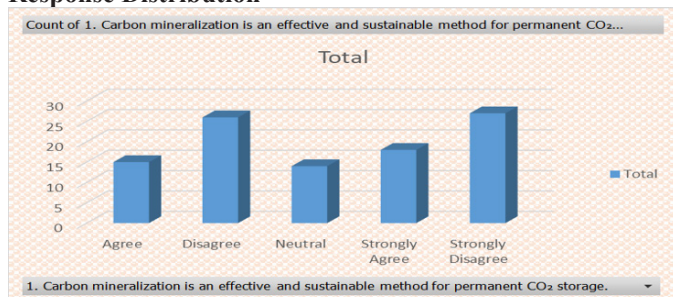 Response Distribution
Count of 1. Carbon mineralization is an effective and sustainable method for permanent CO₂...
Total
30
25
20
15
10
5
0
Agree
Disagree
Neutral
Strongly
Agree
Strongly
Disagree
Total
1. Carbon mineralization is an effective and sustainable method for permanent CO₂ storage.